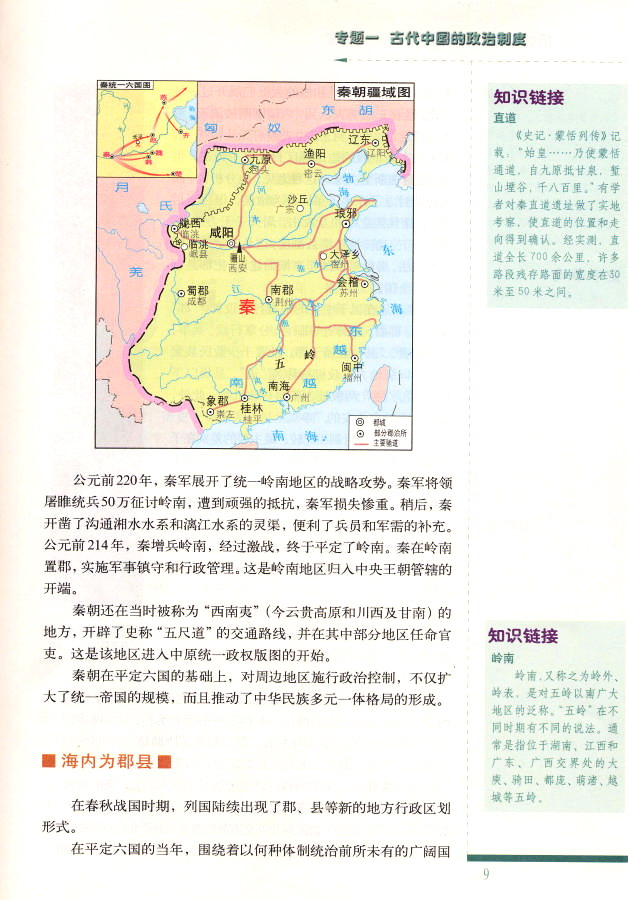 专题一 古代中国的政治制度
秦统一六国图
秦朝疆域图
匈 奴
东 胡
月 氏
羌
辽东
辽阳
九原
包头
渔阳
密云
渤海
沙丘
广宗
琅邪
陇西
临洮
临洮
岷县
咸阳
骊山
西安
大泽乡
宿州
会稽
苏州
东海
蜀郡
成都
南郡
荆州
秦
五岭
东越
闽中
福州
南越
南海
广州
象郡
崇左
桂林
桂平
南海
都城
部分郡治所
主要驰道
知识链接
直道
《史记·蒙恬列传》记
载：“始皇……乃使蒙恬
通道，自九原抵甘泉，堑
山堙谷，千八百里。”有学
者对秦直道遗址做了实地
考察，使直道的位置和走
向得到确认。经实测，直
道全长 700 余公里，许多
路段残存路面的宽度在30
米至 50 米之间。
公元前220年，秦军展开了统一岭南地区的战略攻势。秦军将领
屠睢统兵50万征讨岭南，遭到顽强的抵抗，秦军损失惨重。稍后，秦
开凿了沟通湘水水系和漓江水系的灵渠，便利了兵员和军需的补充。
公元前214年，秦增兵岭南，经过激战，终于平定了岭南。秦在岭南
置郡，实施军事镇守和行政管理。这是岭南地区归入中央王朝管辖的
开端。
秦朝还在当时被称为“西南夷”（今云贵高原和川西及甘南）的
地方，开辟了史称“五尺道”的交通路线，并在其中部分地区任命官
吏。这是该地区进入中原统一政权版图的开始。
秦朝在平定六国的基础上，对周边地区施行政治控制，不仅扩
大了统一帝国的规模，而且推动了中华民族多元一体格局的形成。
知识链接
岭南
岭南，又称之为岭外、
岭表，是对五岭以南广大
地区的泛称。“五岭”在不
同时期有不同的说法。通
常是指位于湖南、江西和
广东、广西交界处的大
庾、骑田、都庞、萌渚、越
城等五岭。
海内为郡县
在春秋战国时期，列国陆续出现了郡、县等新的地方行政区划
形式。
在平定六国的当年，围绕着以何种体制统治前所未有的广阔国
9